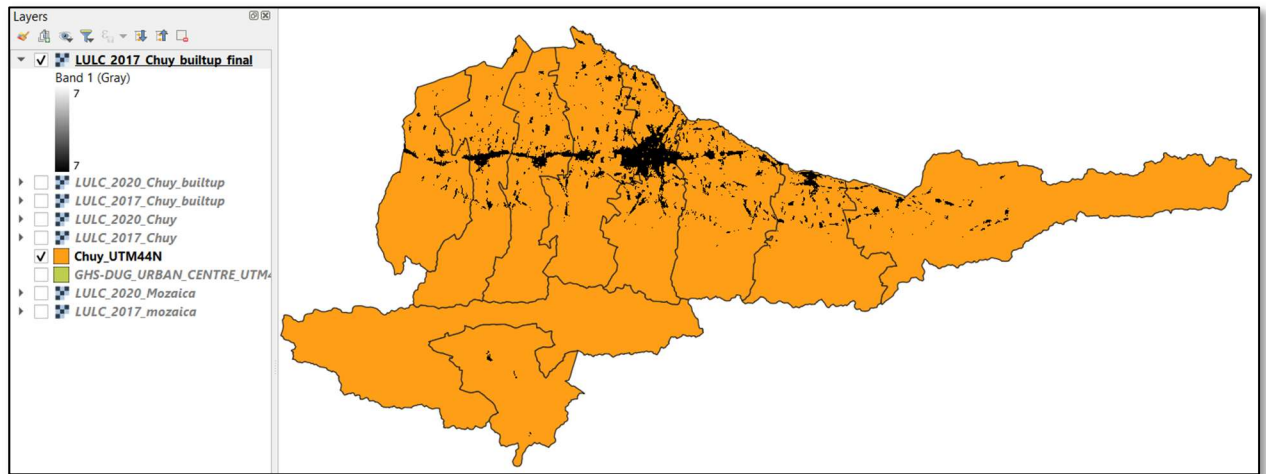 Layers
LULC_2017_Chuy_builtup_final
Band 1 (Gray)
7
7
LULC_2020_Chuy_builtup
LULC_2017_Chuy_builtup
LULC_2020_Chuy
LULC_2017_Chuy
Chuy_UTM44N
GHS-DUG_URBAN_CENTRE_UTM4
LULC_2020_Mozaica
LULC_2017_mozaica